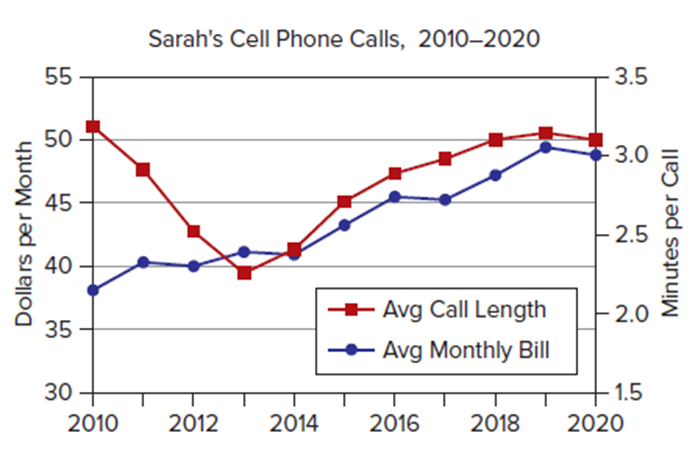 Sarah's Cell Phone Calls, 2010–2020
55
50
45
40
35
30
Dollars per Month
3.5
3.0
2.5
2.0
1.5
Minutes per Call
Avg Call Length
Avg Monthly Bill
2010 2012 2014 2016 2018 2020